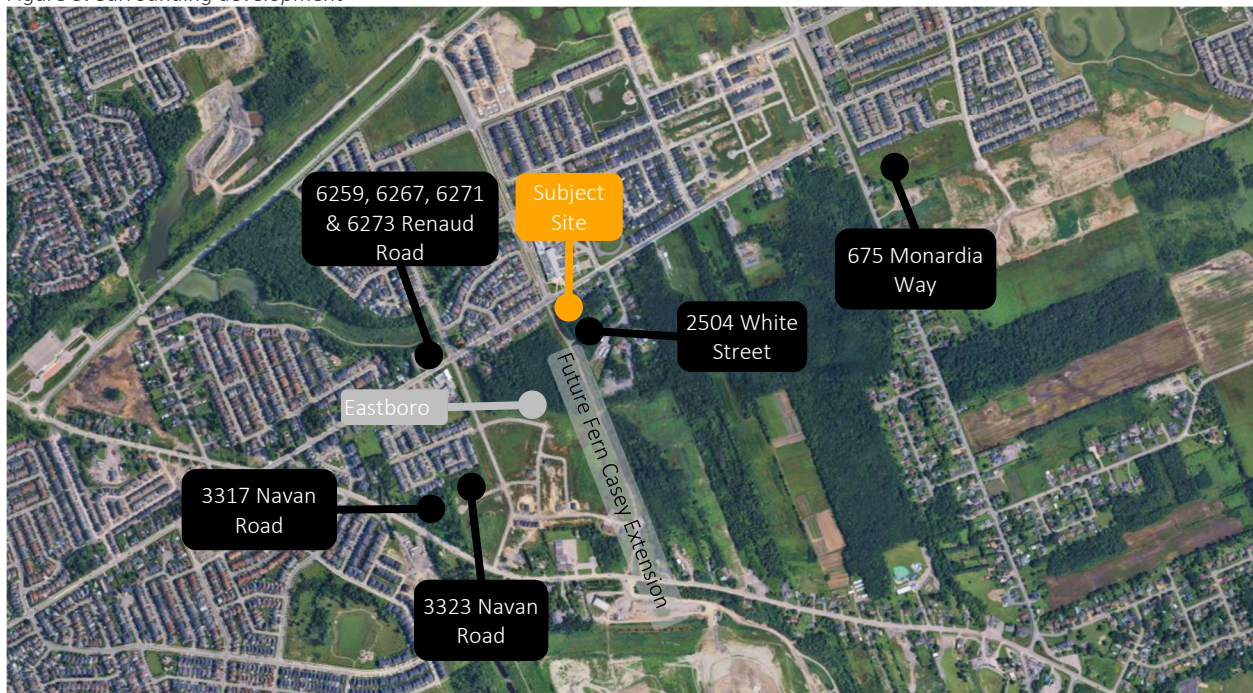 6259, 6267, 6271
& 6273 Renaud
Road
Subject
Site
675 Monardia
Way
2504 White
Street
Eastboro
Future Fern Casey Extension
3317 Navan
Road
3323 Navan
Road